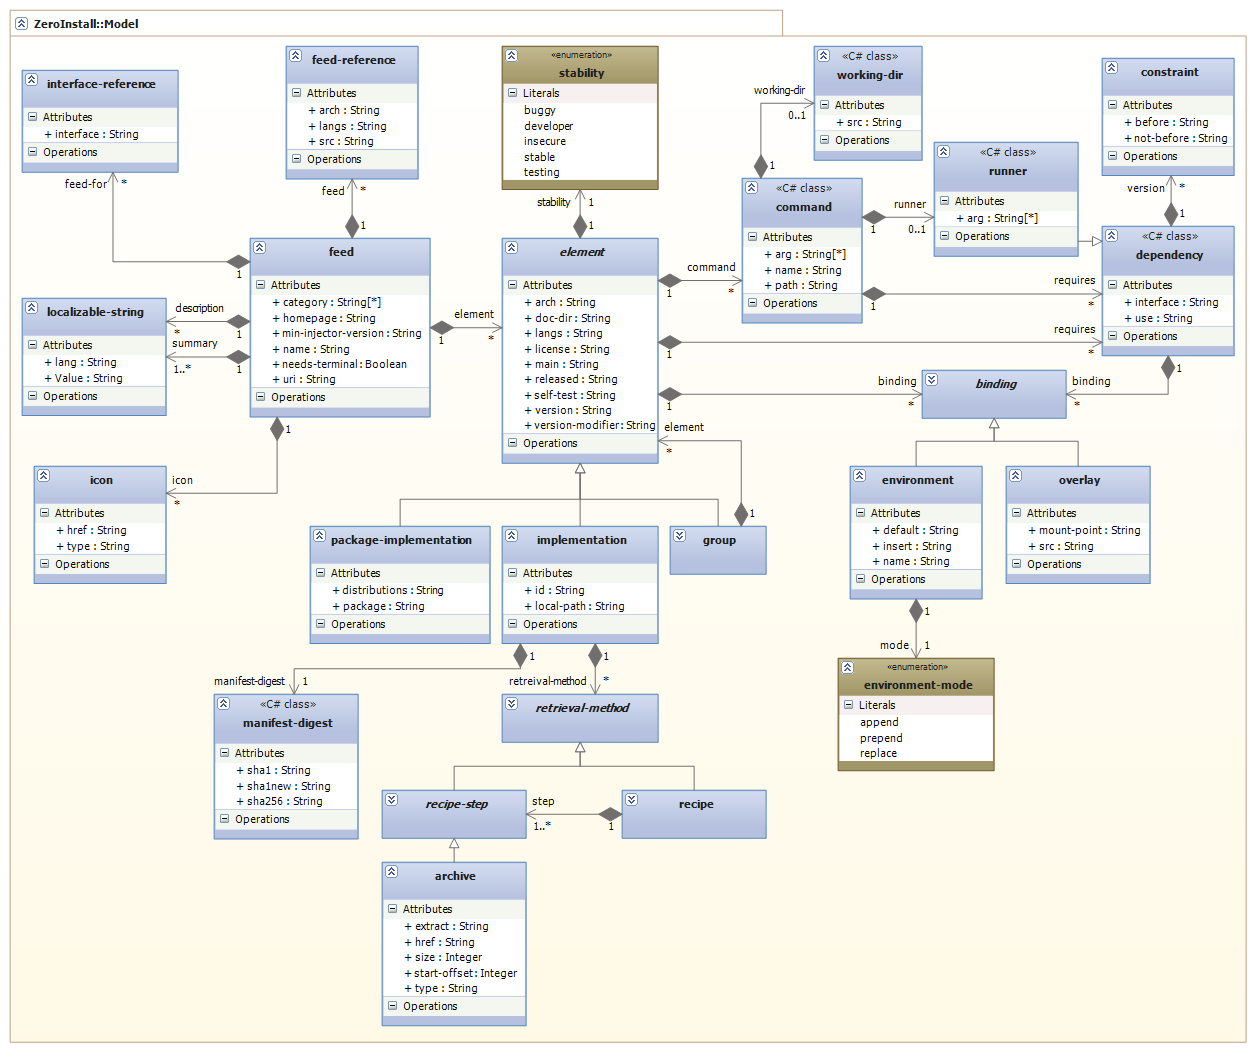 ZeroInstall::Model
interface-reference
Attributes
+ interface : String
Operations
feed-for
*
1
feed-reference
Attributes
+ arch : String
+ langs : String
+ src : String
Operations
feed
*
1
«enumeration»
stability
Literals
buggy
developer
insecure
stable
testing
stability
1
1
«C# class»
working-dir
Attributes
+ src : String
Operations
working-dir
0..1
1
«C# class»
runner
Attributes
+ arg : String[*]
Operations
constraint
Attributes
+ before : String
+ not-before : String
Operations
version
*
1
«C# class»
command
Attributes
+ arg : String[*]
+ name : String
+ path : String
Operations
runner
1
0..1
requires
1
*
«C# class»
dependency
Attributes
+ interface : String
+ use : String
Operations
feed
Attributes
+ category : String[*]
+ homepage : String
+ min-injector-version : String
+ name : String
+ needs-terminal : Boolean
+ uri : String
Operations
element
1
*
element
Attributes
+ arch : String
+ doc-dir : String
+ langs : String
+ license : String
+ main : String
+ released : String
+ self-test : String
+ version : String
+ version-modifier : String
Operations
command
1
*
requires
1
*
binding
1
*
element
*
1
localizable-string
Attributes
+ lang : String
+ Value : String
Operations
description
*
1
summary
1..*
1
icon
Attributes
+ href : String
+ type : String
Operations
icon
*
1
binding
binding
*
1
environment
Attributes
+ default : String
+ insert : String
+ name : String
Operations
overlay
Attributes
+ mount-point : String
+ src : String
Operations
package-implementation
Attributes
+ distributions : String
+ package : String
Operations
implementation
Attributes
+ id : String
+ local-path : String
Operations
group
mode
1
1
«enumeration»
environment-mode
Literals
append
prepend
replace
manifest-digest
1
1
retreival-method
1
*
«C# class»
manifest-digest
Attributes
+ sha1 : String
+ sha1new : String
+ sha256 : String
Operations
retrieval-method
recipe-step
step
1..*
1
recipe
archive
Attributes
+ extract : String
+ href : String
+ size : Integer
+ start-offset : Integer
+ type : String
Operations